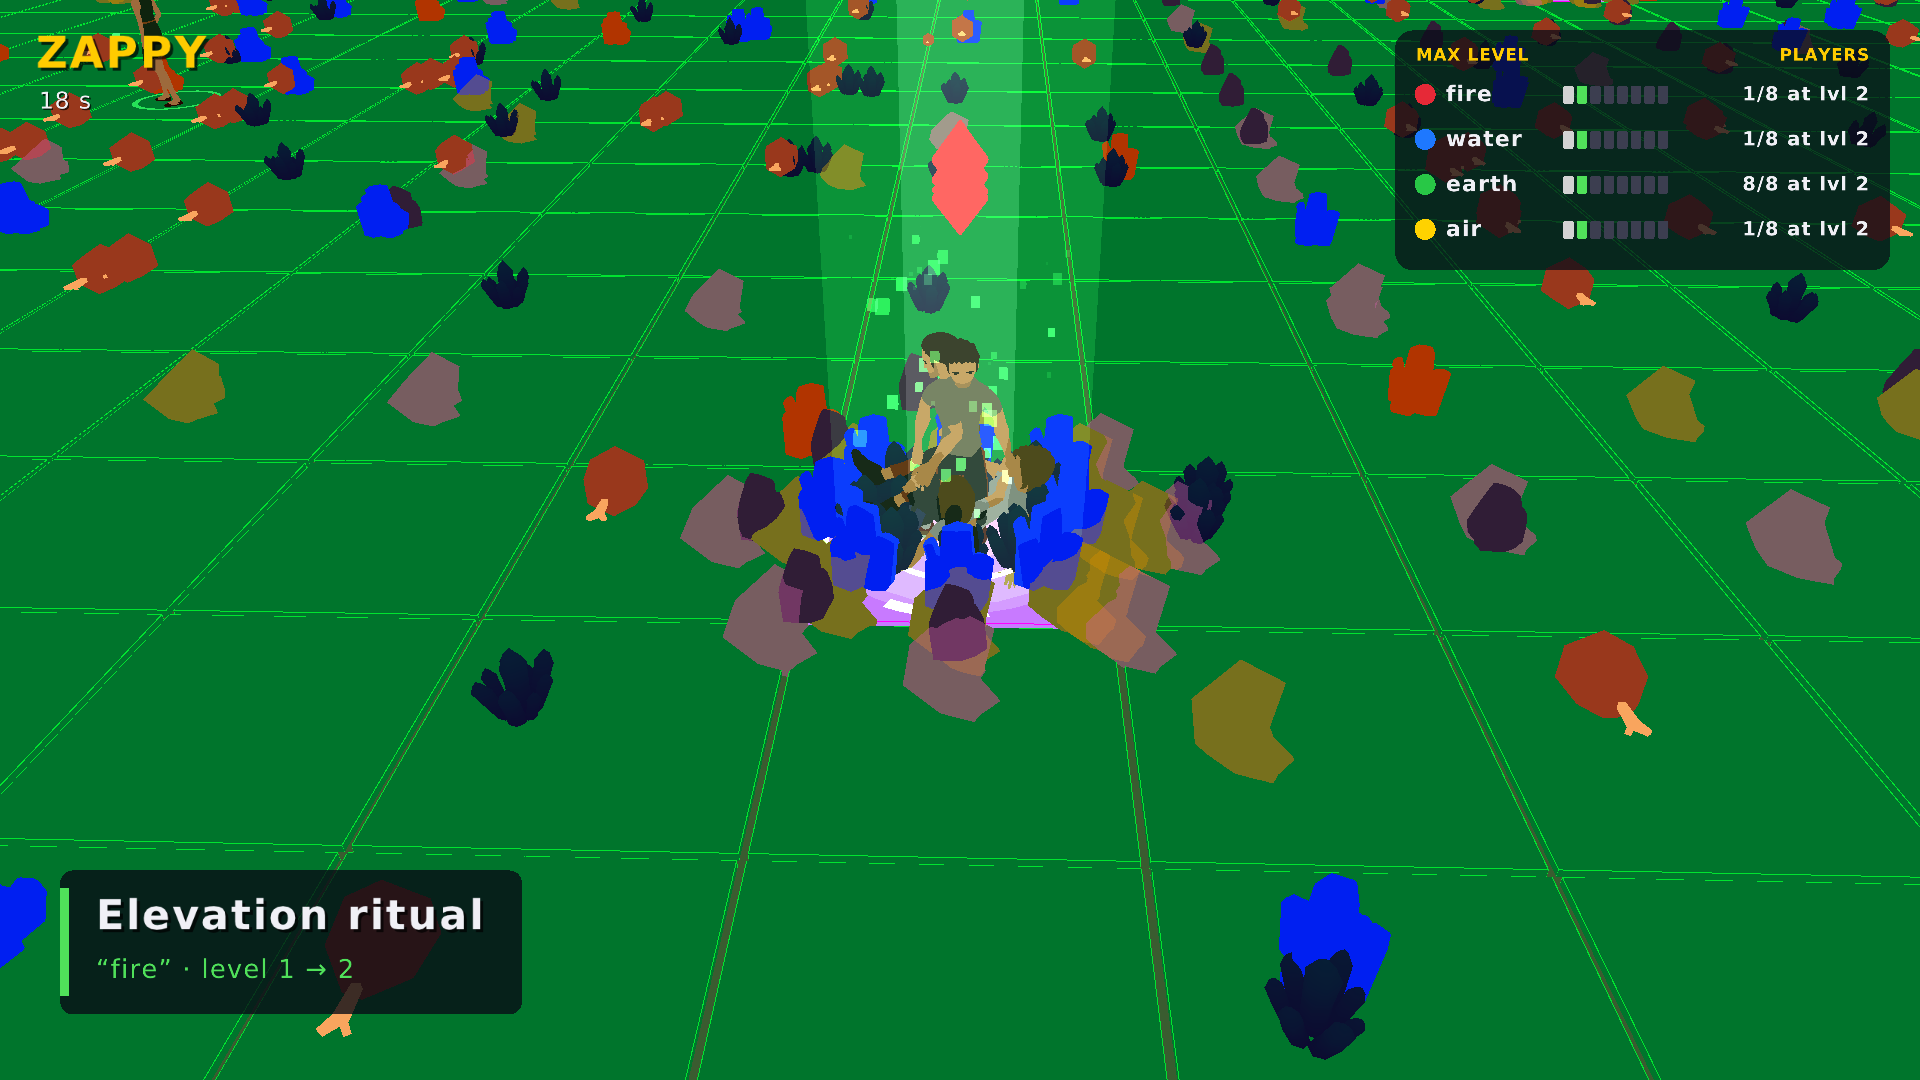 ZAPPY
18 s
MAX LEVEL PLAYERS
fire 1/8 at lvl 2
water 1/8 at lvl 2
earth 8/8 at lvl 2
air 1/8 at lvl 2
Elevation ritual
“fire” · level 1 → 2